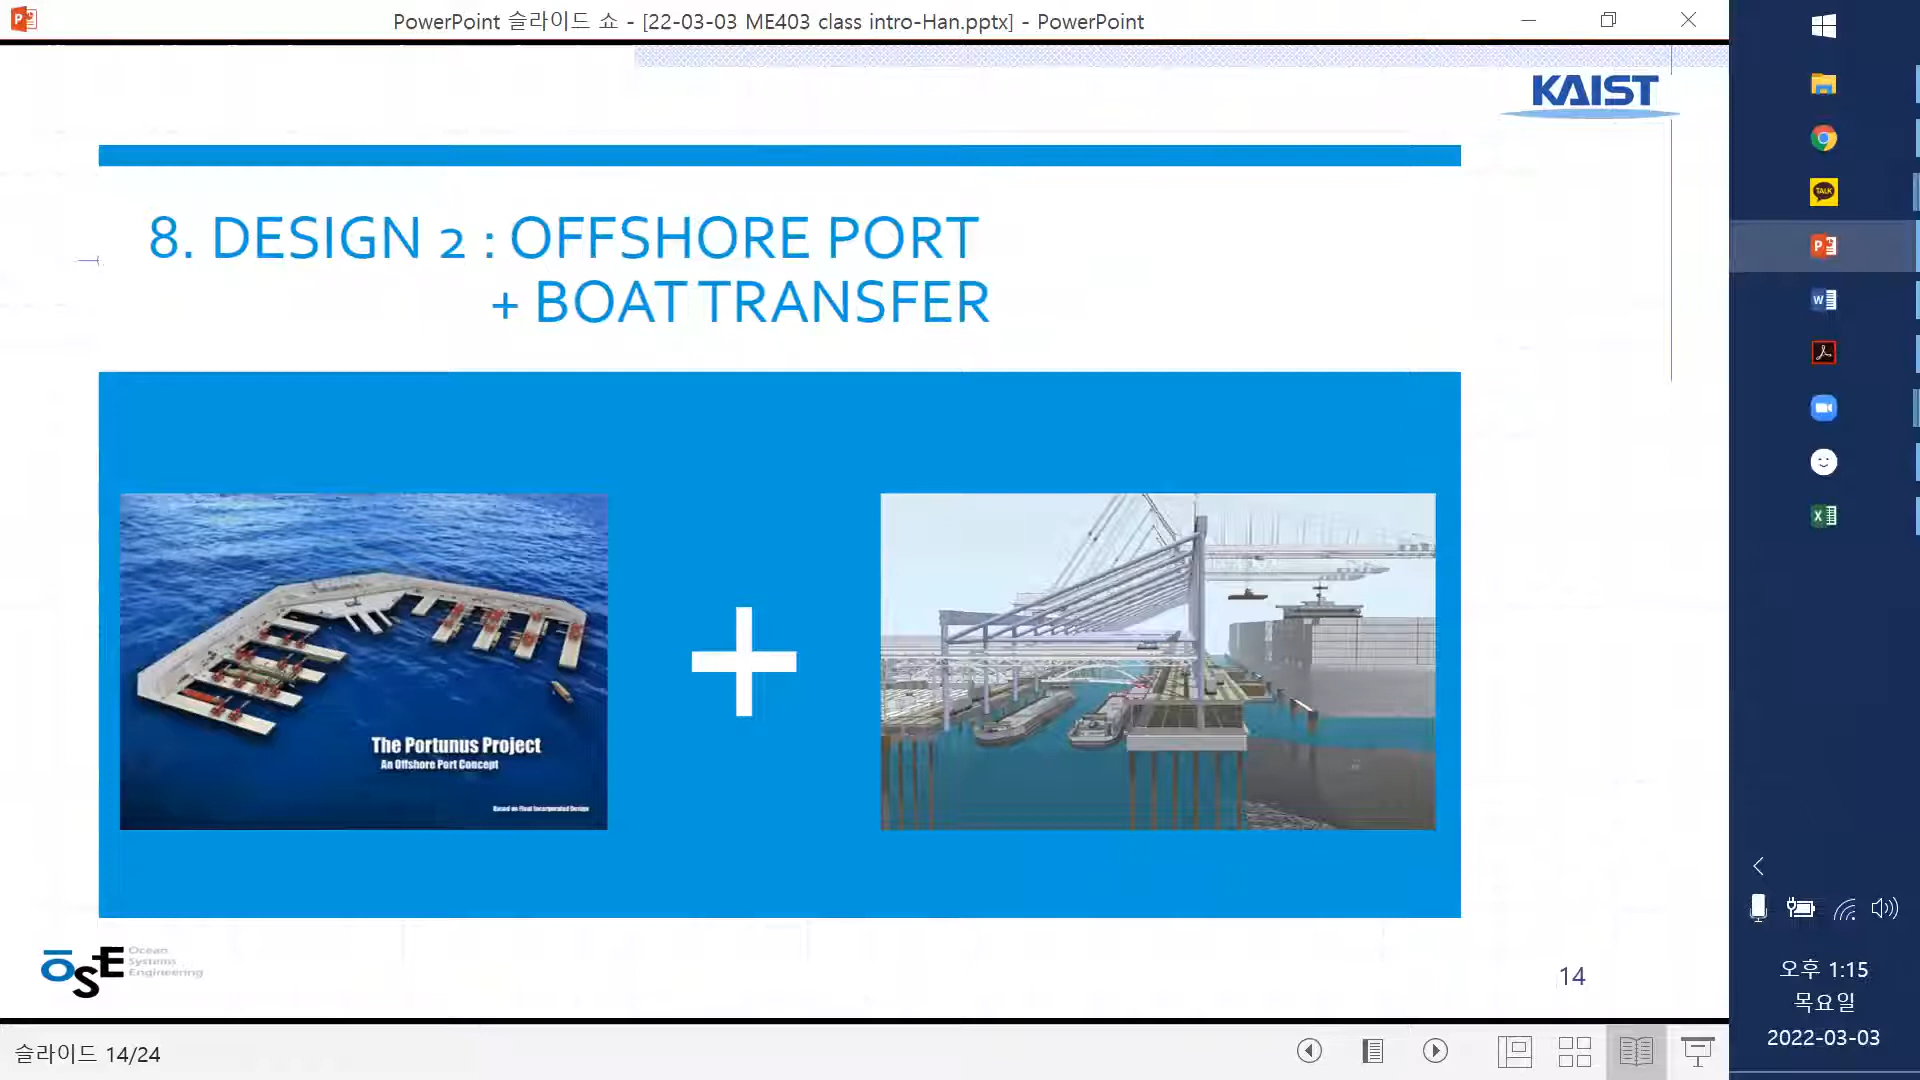 PowerPoint 슬라이드 쇼 - [22-03-03 ME403 class intro-Han.pptx] - PowerPoint
KAIST
8. DESIGN 2 : OFFSHORE PORT
+ BOAT TRANSFER
The Portunus Project
An Offshore Port Concept
Based on Float Incorporated Design
OSE Ocean
Systems
Engineering
14
슬라이드 14/24
TALK
오후 1:15
목요일
2022-03-03